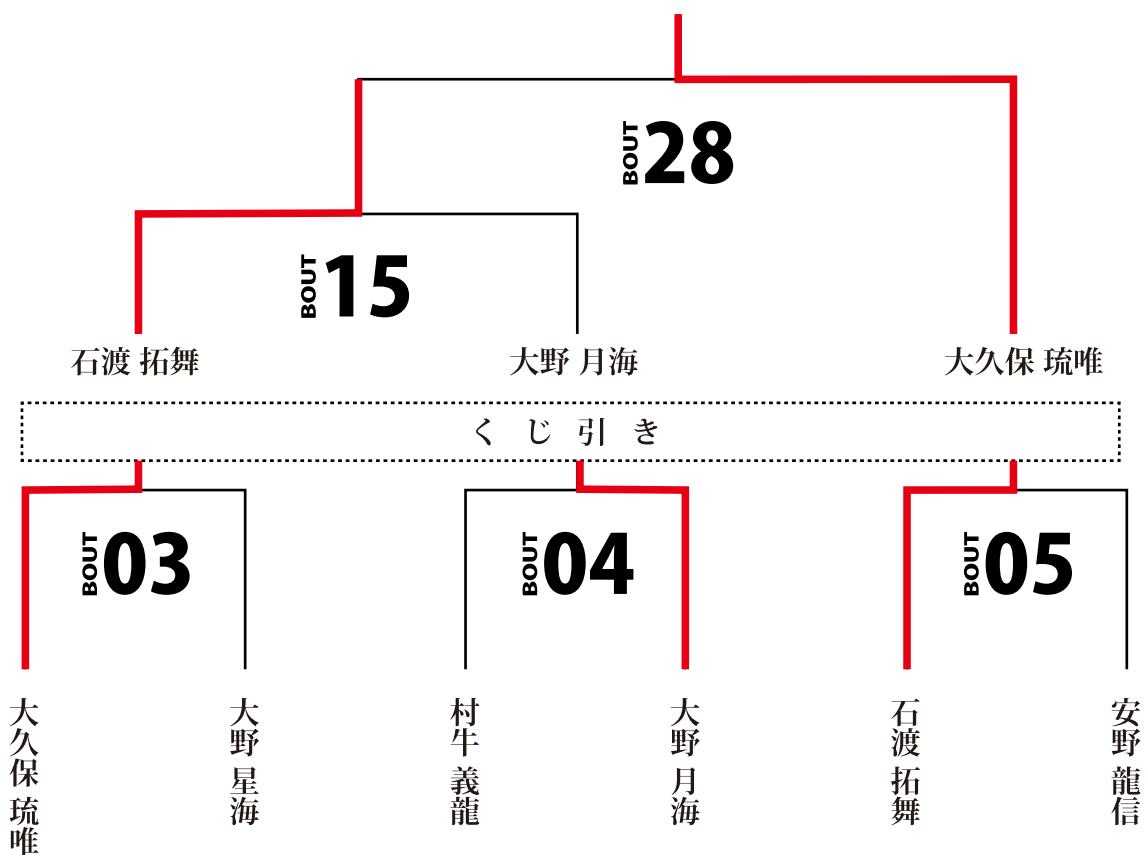 BOUT 28
BOUT 15
石渡 拓舞
大野 月海
大久保 琉唯
くじ引き
BOUT 03
BOUT 04
BOUT 05
大久保 琉唯
大野 星海
村牛 義龍
大野 月海
石渡 拓舞
安野 龍信